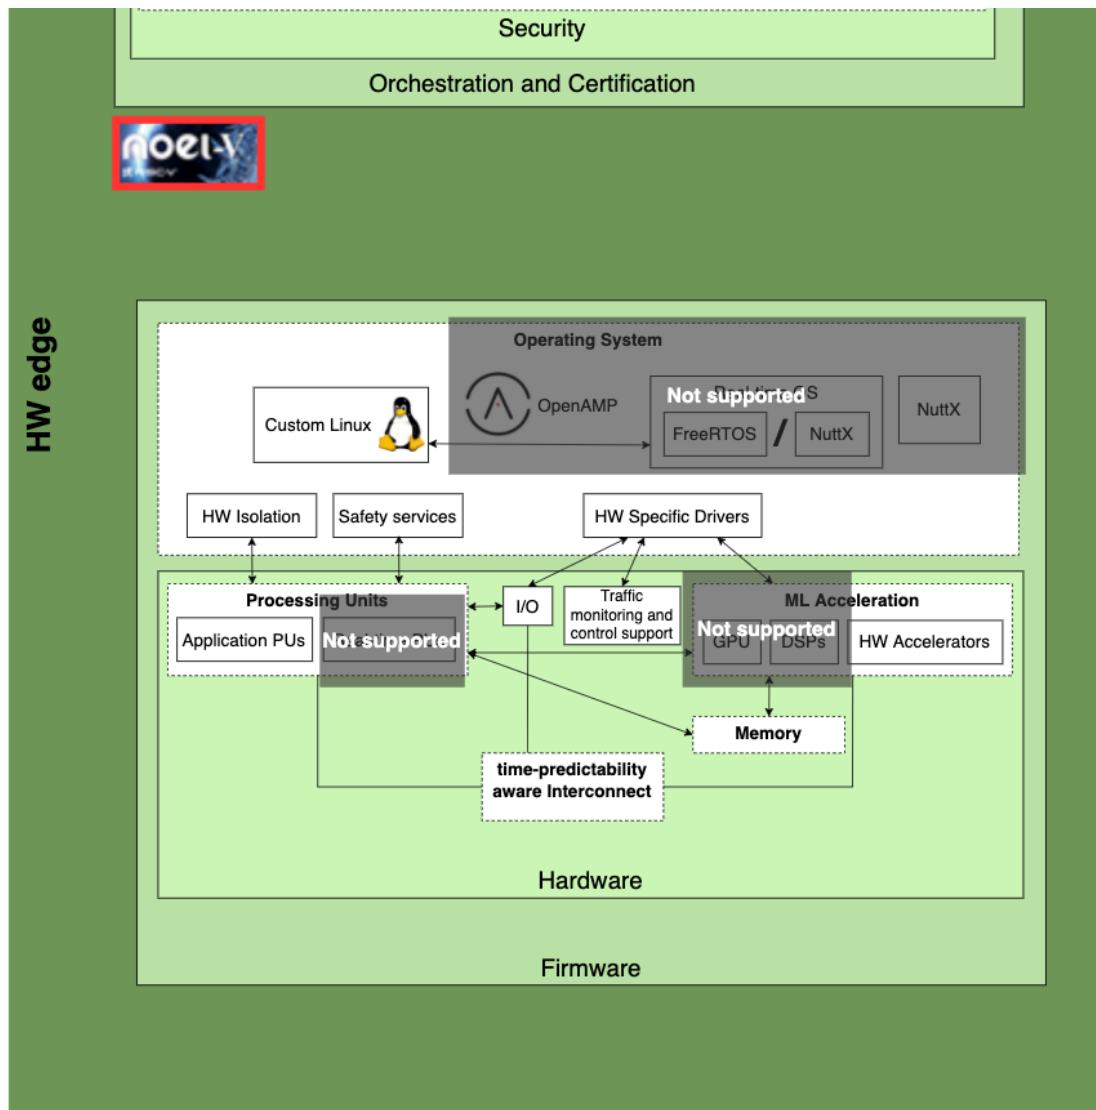 Security
Orchestration and Certification
noel-V
HW edge
Operating System
OpenAMP
Not supported
NuttX
Custom Linux
FreeRTOS
/
NuttX
HW Isolation
Safety services
HW Specific Drivers
Processing Units
I/O
Traffic
monitoring and
control support
ML Acceleration
Application PUs
Not supported
Not supported
GPU
DSPs
HW Accelerators
Memory
time-predictability
aware Interconnect
Hardware
Firmware